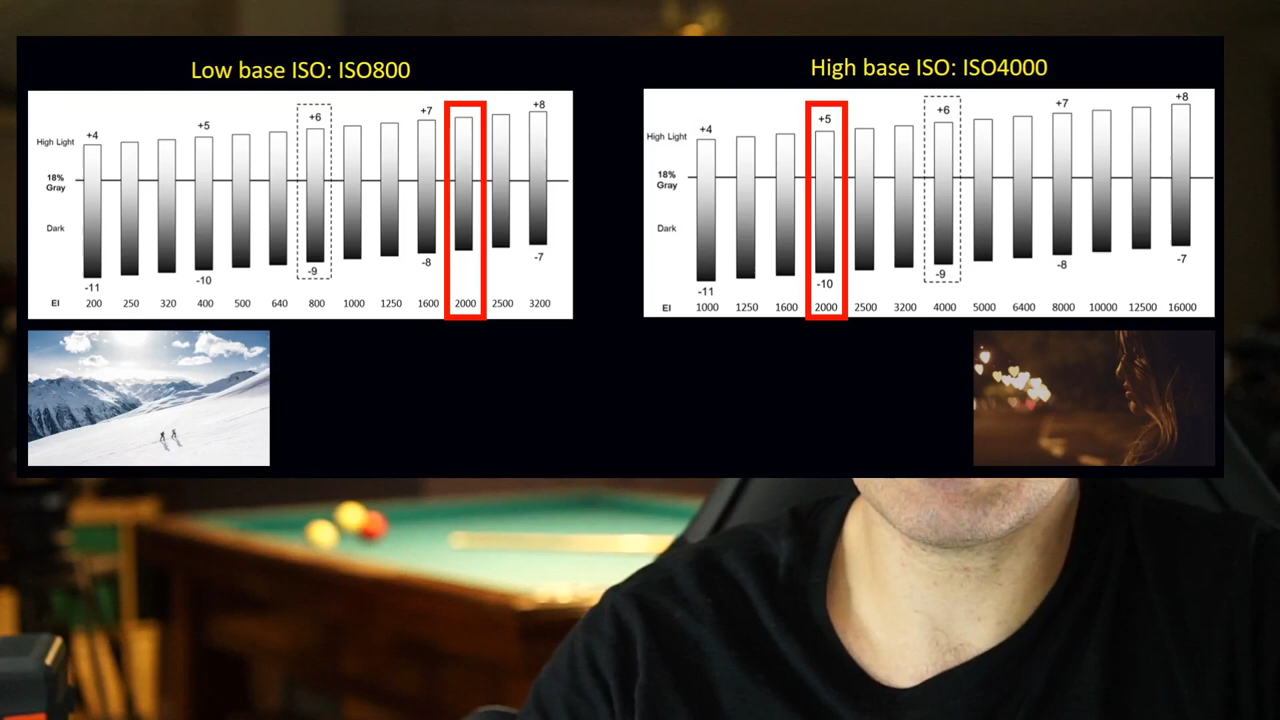 Low base ISO: ISO800
+4 +5 +6 +7 +8
High Light
18%
Gray
Dark
-11 -10 -9 -8 -7
EI 200 250 320 400 500 640 800 1000 1250 1600 2000 2500 3200
High base ISO: ISO4000
+4 +5 +6 +7 +8
High Light
18%
Gray
Dark
-11 -10 -9 -8 -7
EI 1000 1250 1600 2000 2500 3200 4000 5000 6400 8000 10000 12500 16000